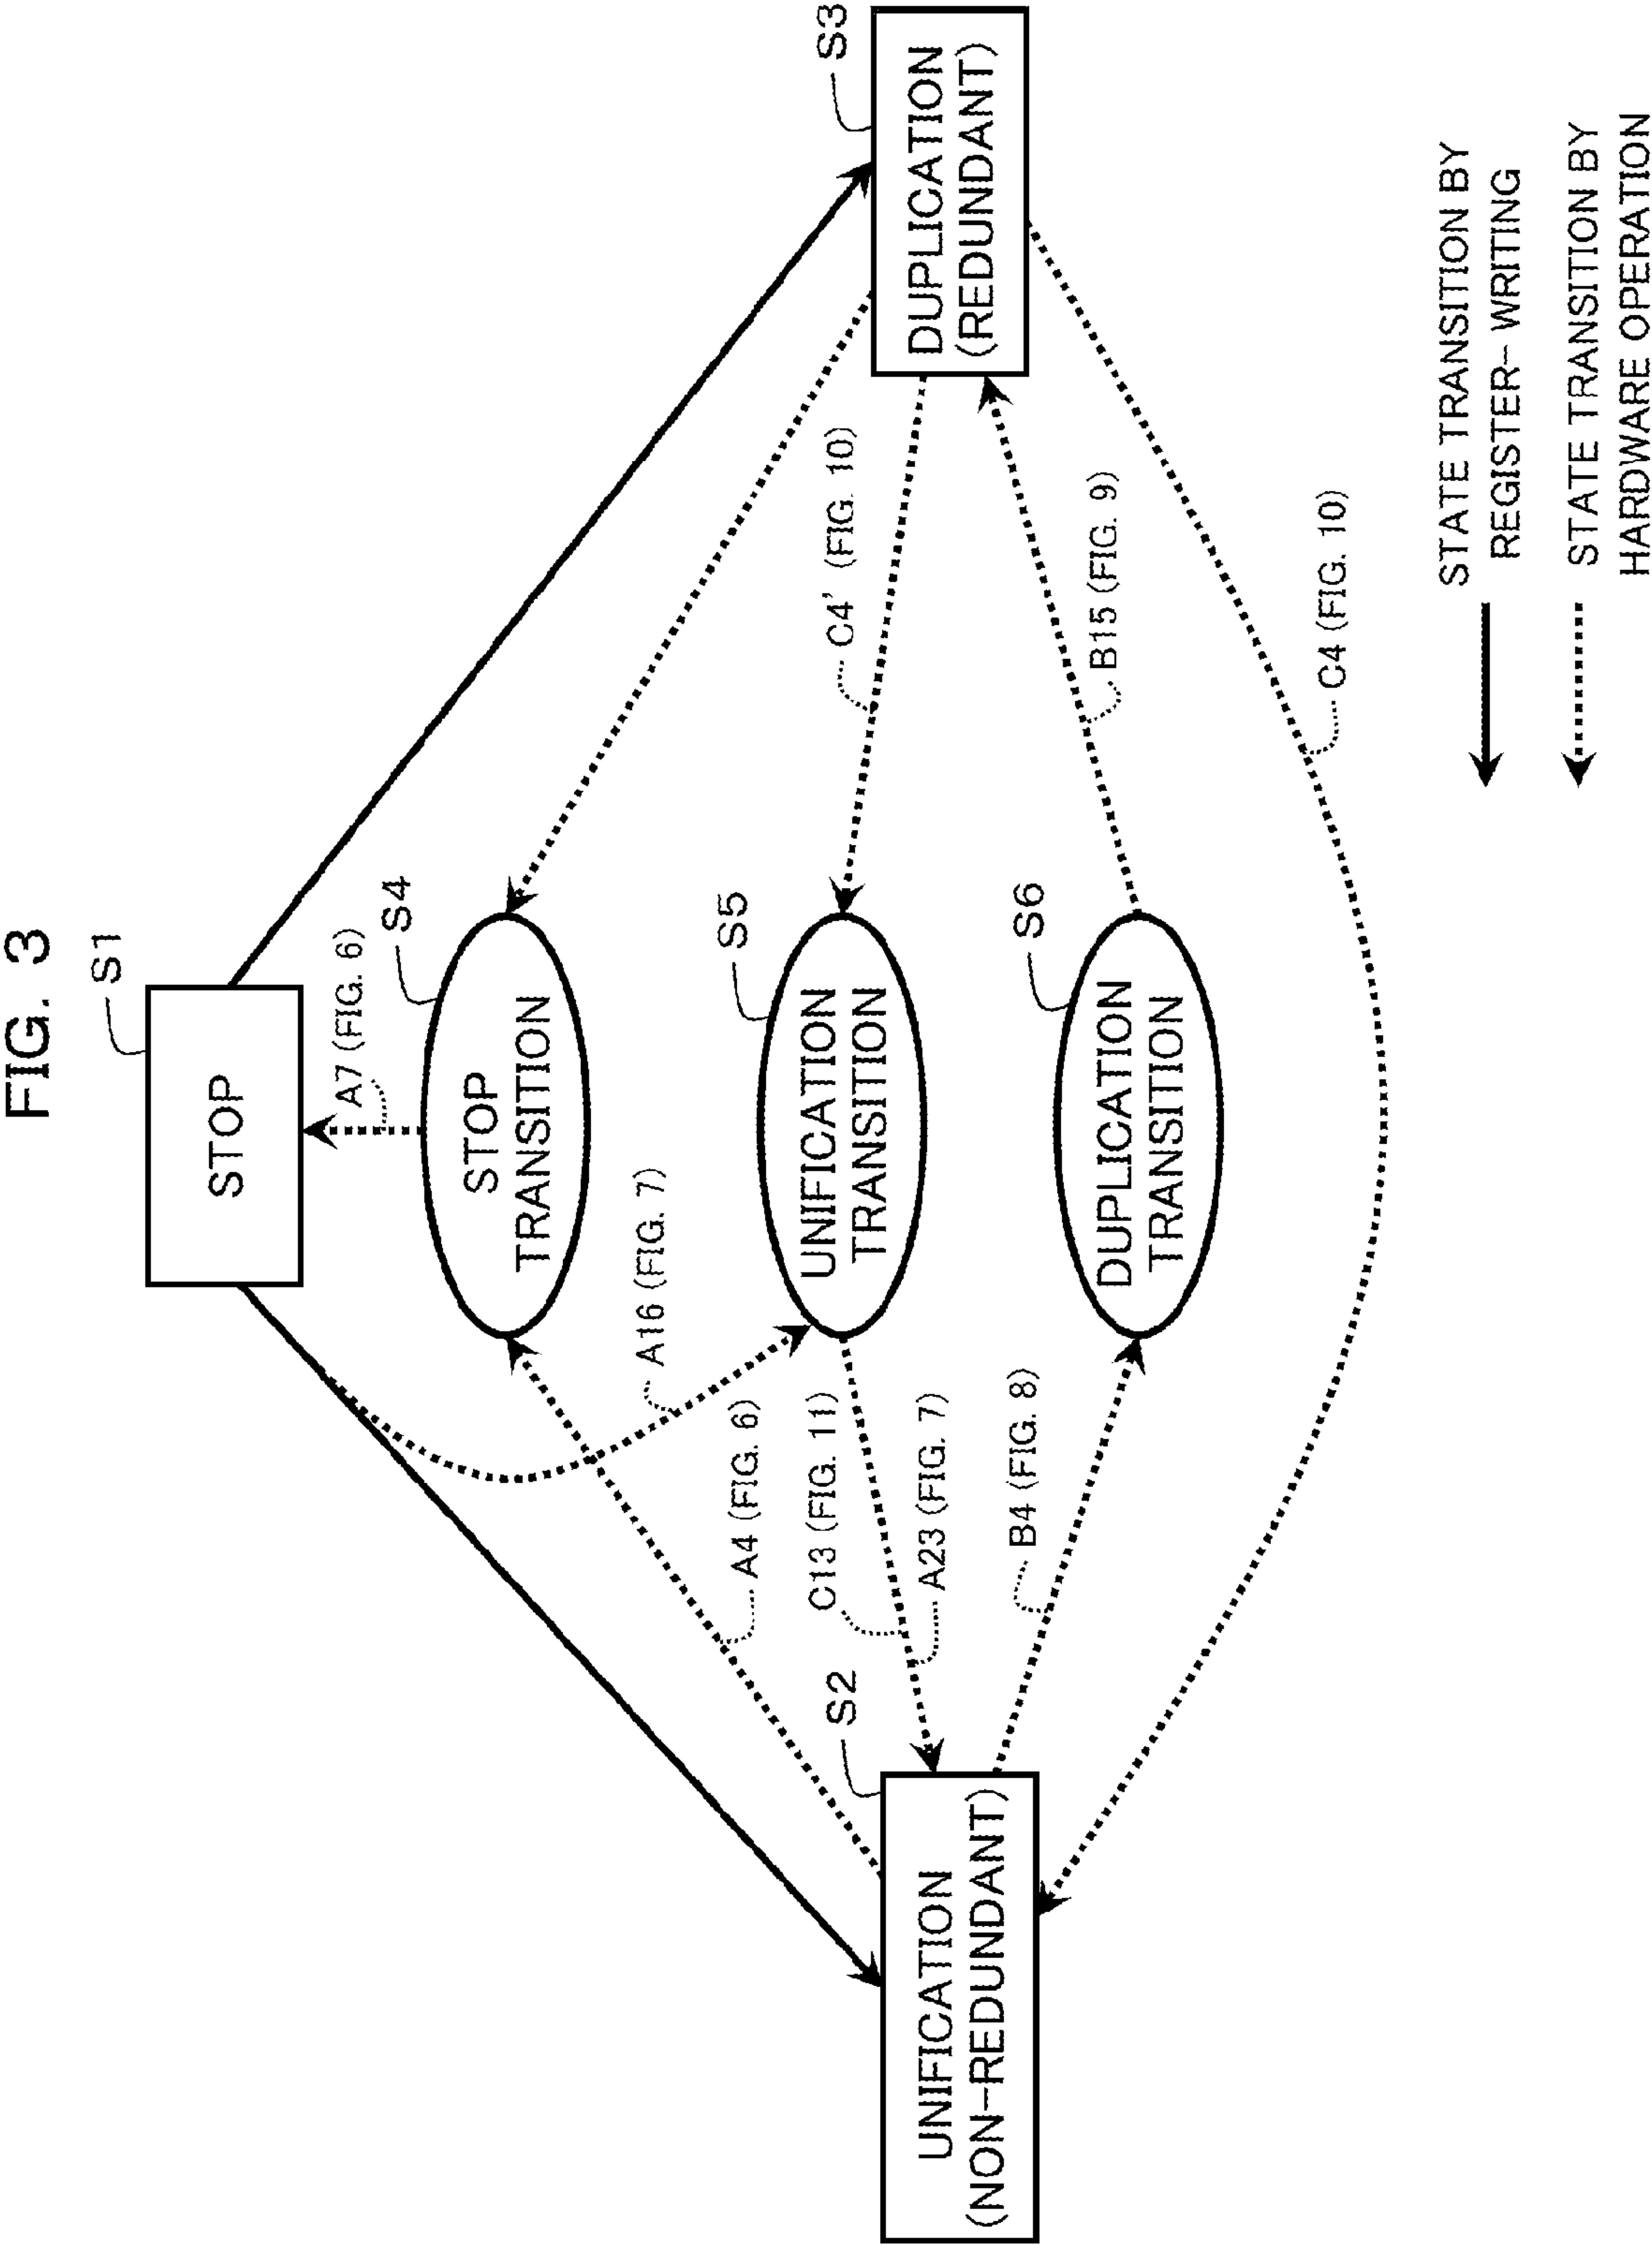 FIG. 3
S1
STOP
A7 (FIG. 6)
S4
STOP
TRANSITION
A16 (FIG. 7)
A4 (FIG. 6)
S5
UNIFICATION
TRANSITION
C4' (FIG. 10)
S3
DUPLICATION
(REDUNDANT)
S2
UNIFICATION
(NON-REDUNDANT)
C13 (FIG. 11)
A23 (FIG. 7)
B4 (FIG. 8)
S6
DUPLICATION
TRANSITION
B15 (FIG. 9)
C4 (FIG. 10)
STATE TRANSITION BY
REGISTER-WRITING
STATE TRANSITION BY
HARDWARE OPERATION